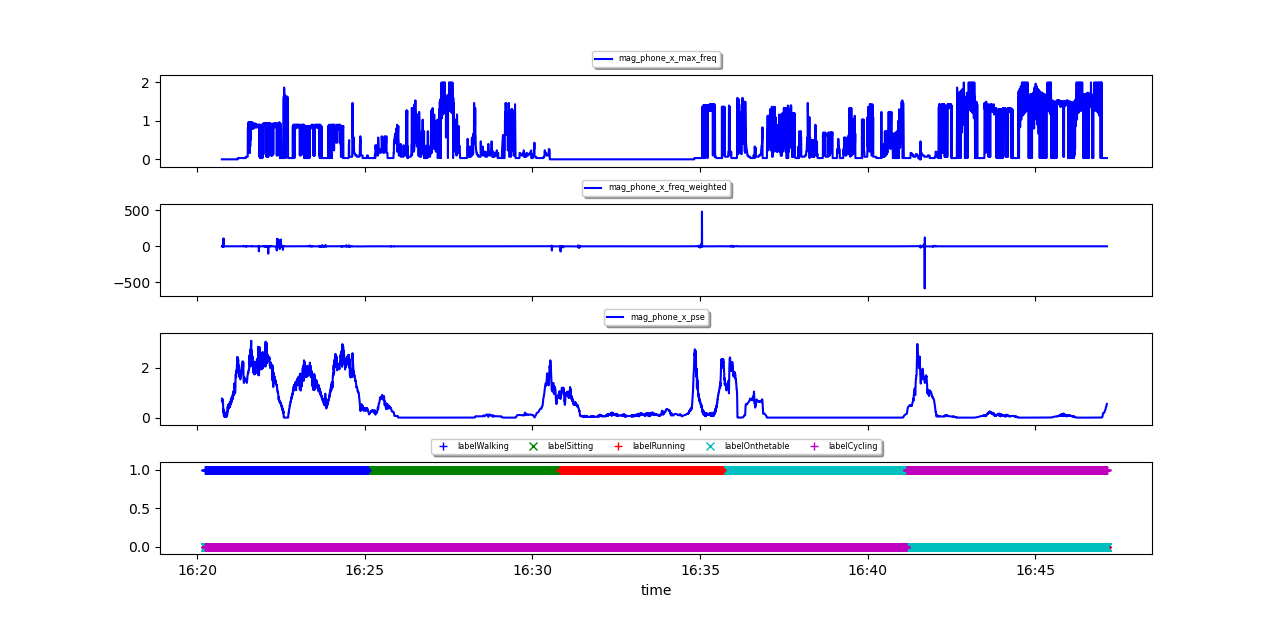 mag_phone_x_max_freq
2
1
0
mag_phone_x_freq_weighted
500
0
−500
mag_phone_x_pse
2
0
labelWalking labelSitting labelRunning labelOnthetable labelCycling
1.0
0.5
0.0
16:20 16:25 16:30 16:35 16:40 16:45
time